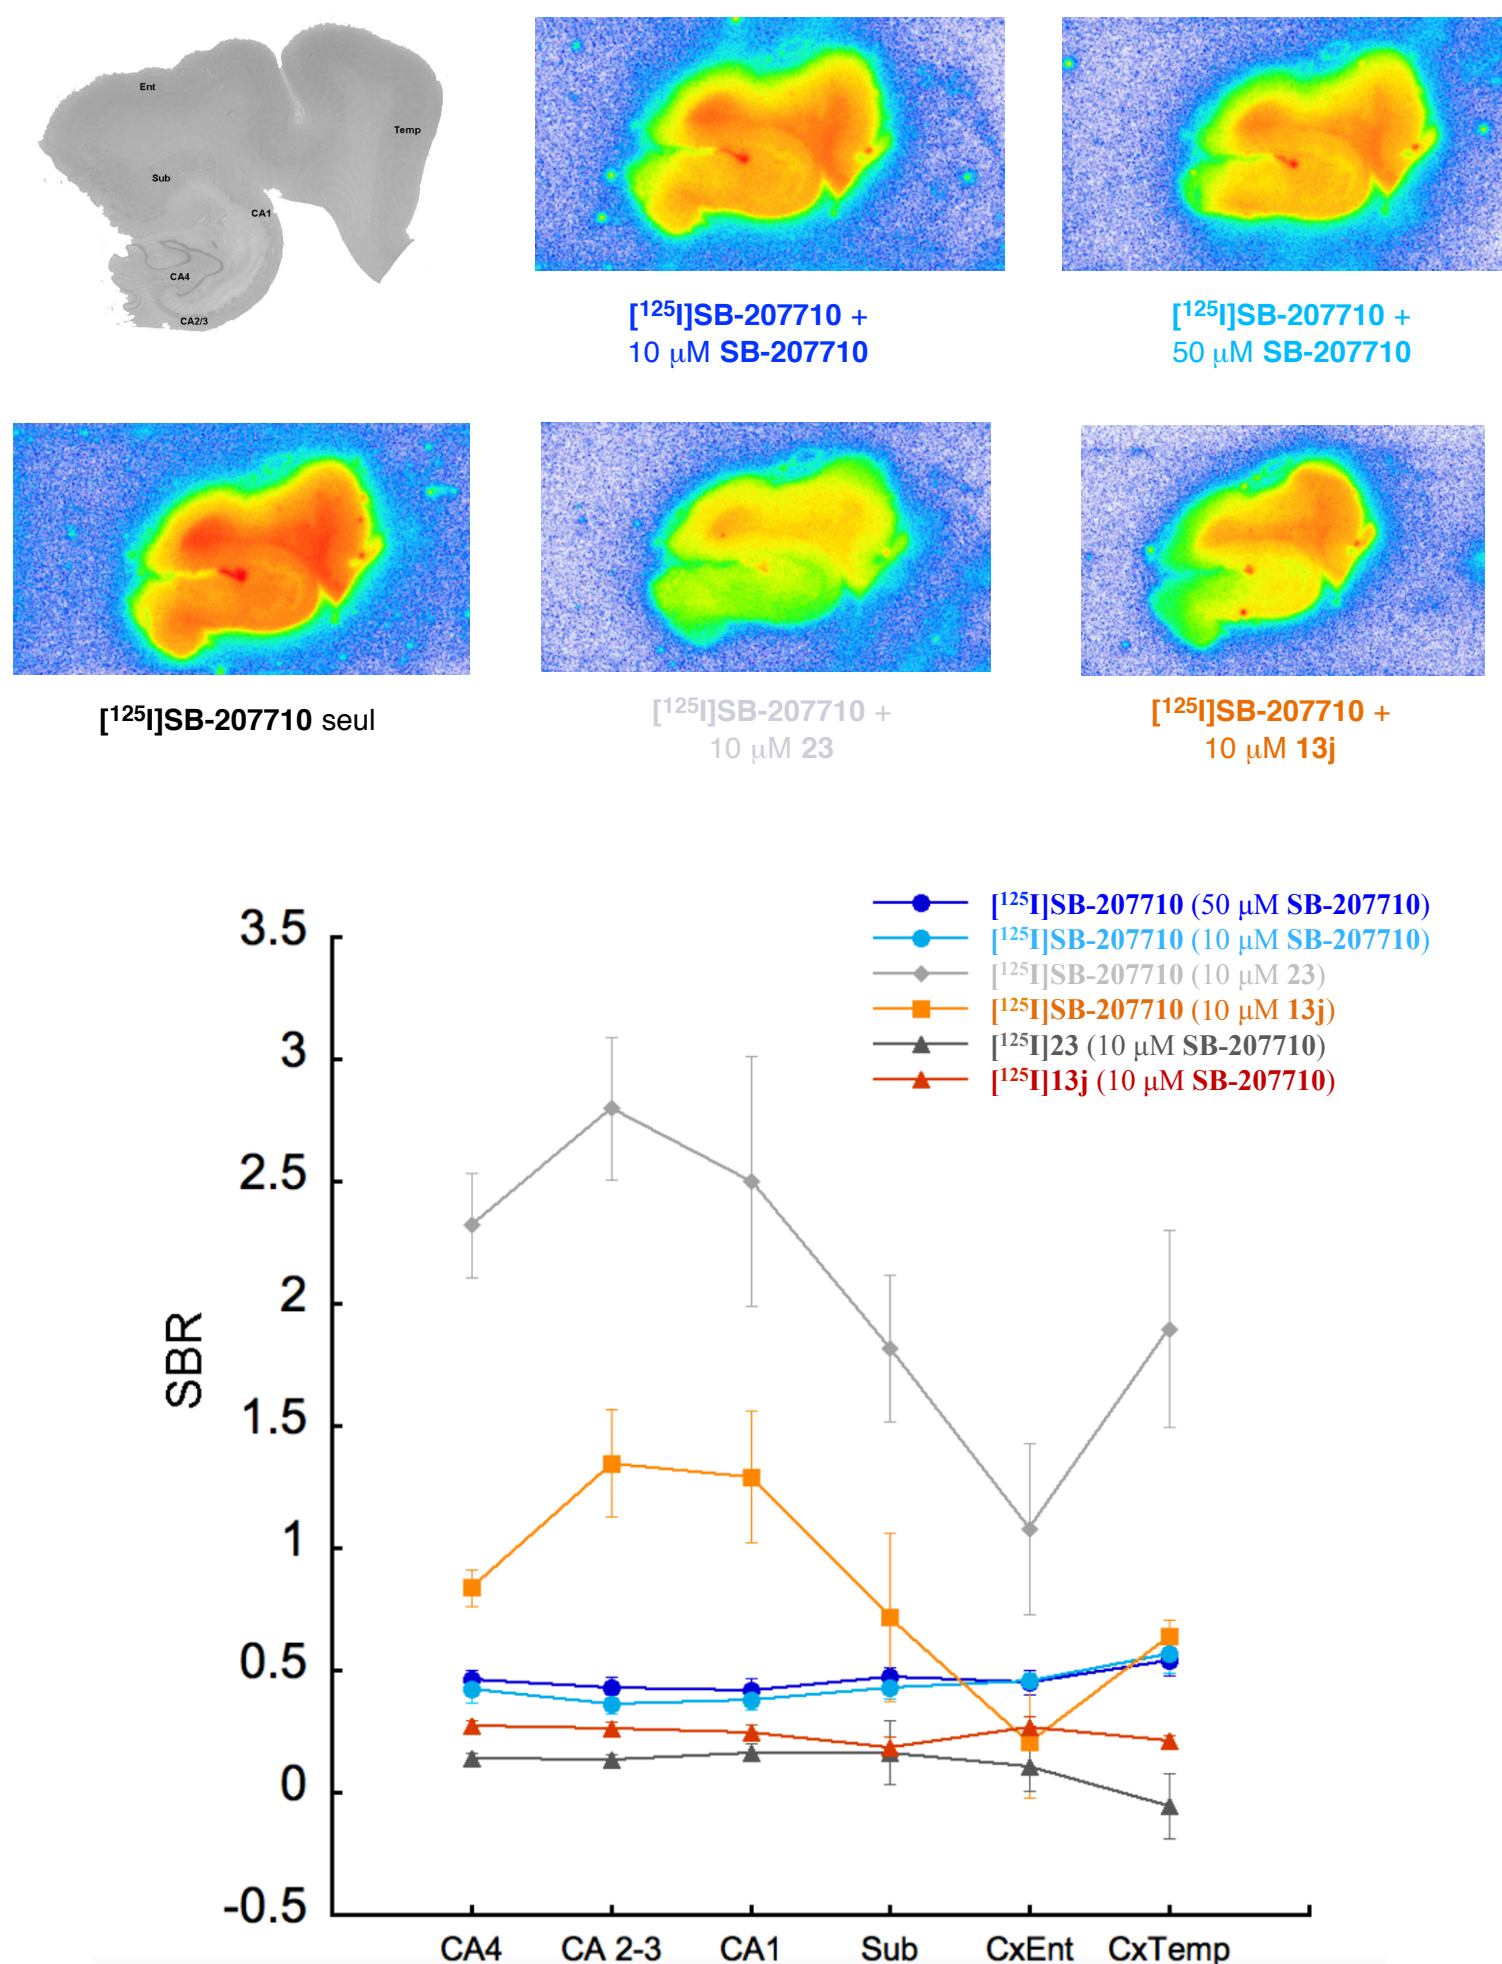 Ent
Temp
Sub
CA1
CA4
CA2/3
[125I]SB-207710 +
10 μM SB-207710
[125I]SB-207710 +
50 μM SB-207710
[125I]SB-207710 seul
[125I]SB-207710 +
10 μM 23
[125I]SB-207710 +
10 μM 13j
[125I]SB-207710 (50 μM SB-207710)
[125I]SB-207710 (10 μM SB-207710)
[125I]SB-207710 (10 μM 23)
[125I]SB-207710 (10 μM 13j)
[125I]23 (10 μM SB-207710)
[125I]13j (10 μM SB-207710)
3.5
3
2.5
2
1.5
1
0.5
0
-0.5
SBR
CA4 CA 2-3 CA1 Sub CxEnt CxTemp